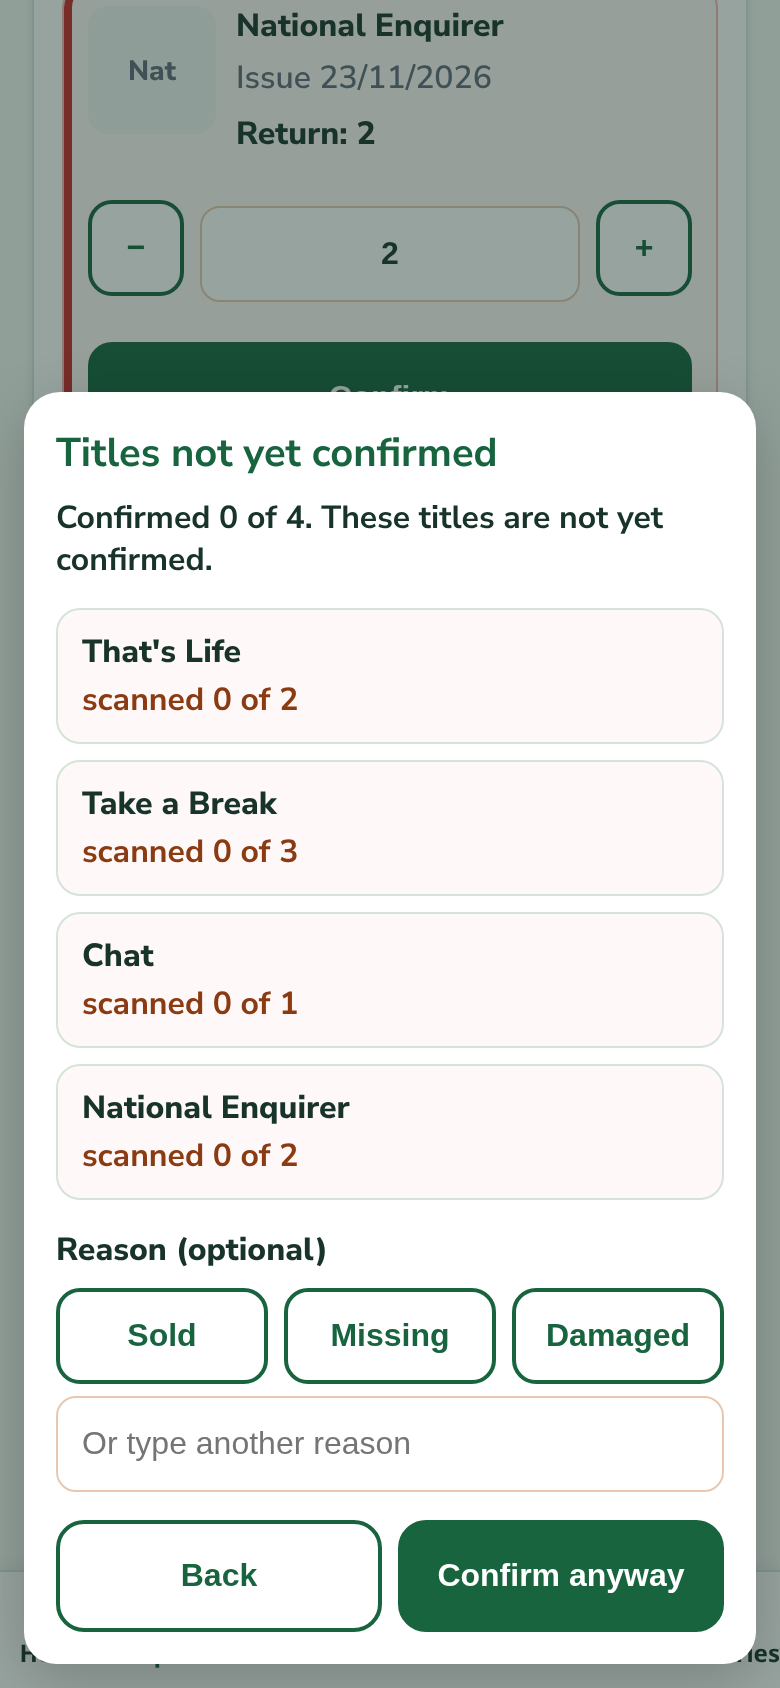 National Enquirer
Nat
Issue 23/11/2026
Return: 2
− 2 +
Confirm
Titles not yet confirmed
Confirmed 0 of 4. These titles are not yet
confirmed.
That's Life
scanned 0 of 2
Take a Break
scanned 0 of 3
Chat
scanned 0 of 1
National Enquirer
scanned 0 of 2
Reason (optional)
Sold Missing Damaged
Or type another reason
Back Confirm anyway